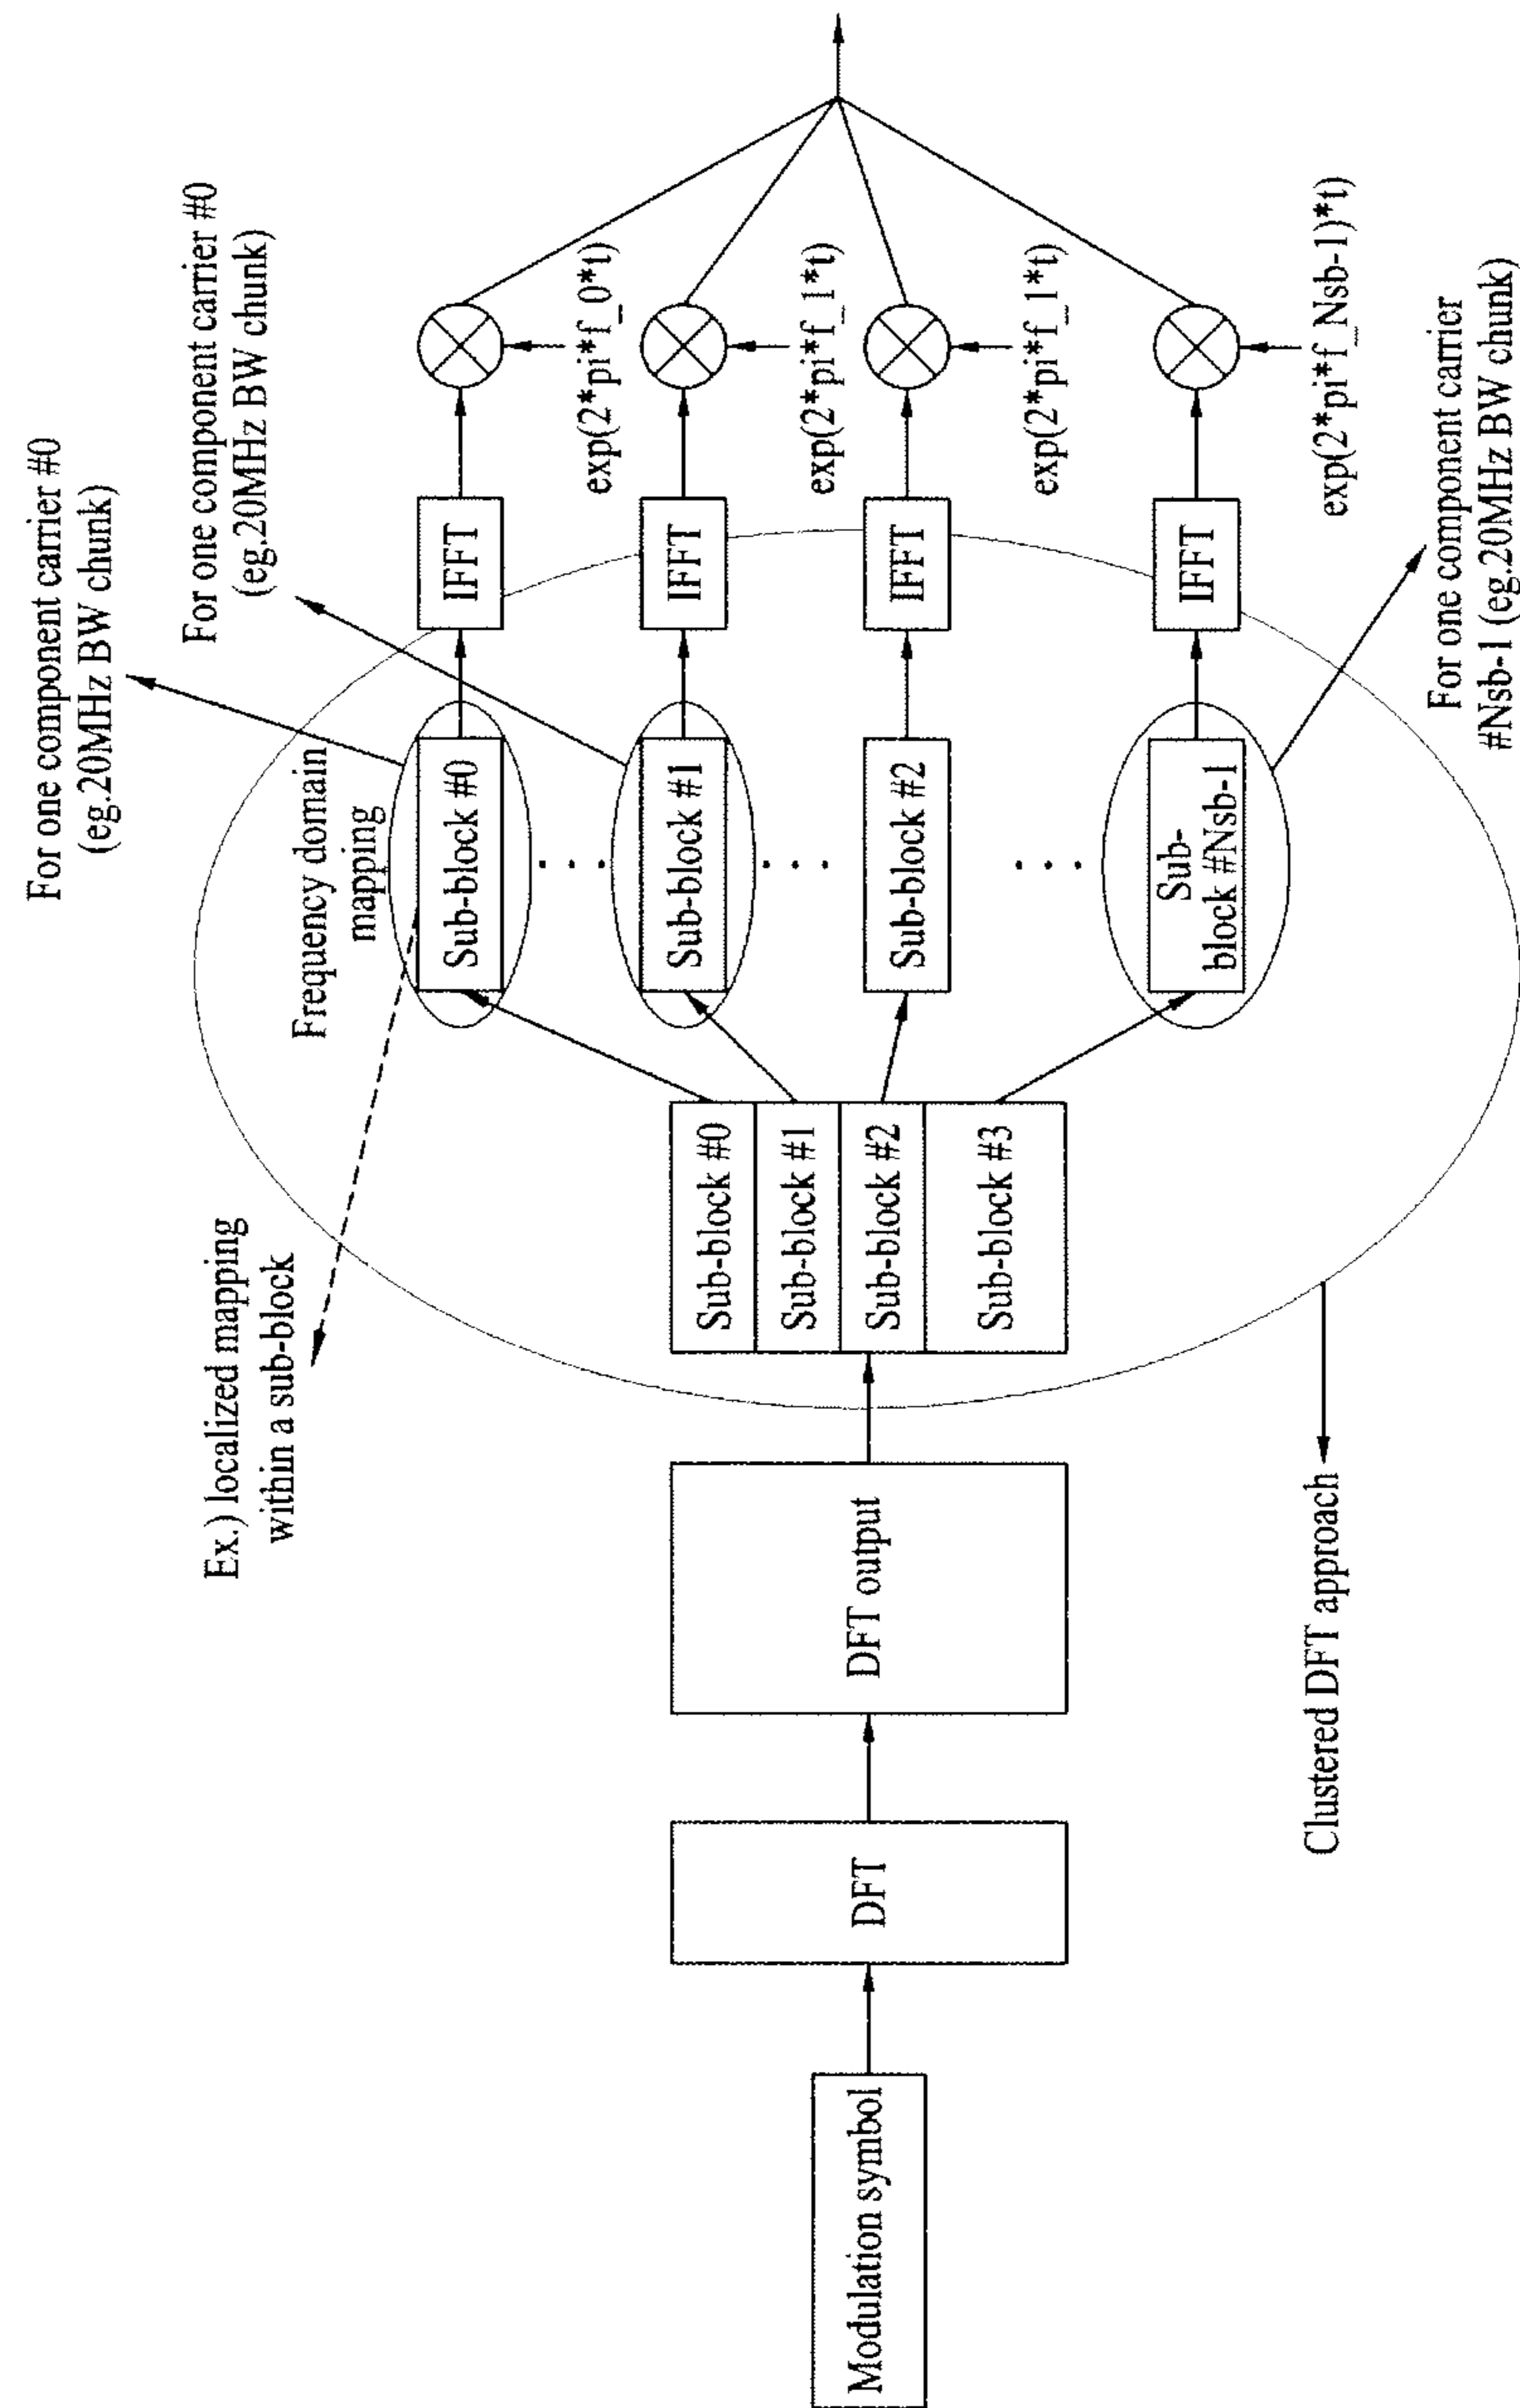 Modulation symbol
DFT
DFT output
Sub-block #0
Sub-block #1
Sub-block #2
Sub-block #3
Ex.) localized mapping
within a sub-block
Frequency domain
mapping
Sub-block #0
Sub-block #1
Sub-block #2
Sub-
block #Nsb-1
For one component carrier #0
(eg.20MHz BW chunk)
For one component carrier #0
(eg.20MHz BW chunk)
IFFT
IFFT
IFFT
IFFT
exp(2*pi*f_0*t)
exp(2*pi*f_1*t)
exp(2*pi*f_1*t)
exp(2*pi*f_Nsb-1)*t)
For one component carrier
#Nsb-1 (eg.20MHz BW chunk)
Clustered DFT approach